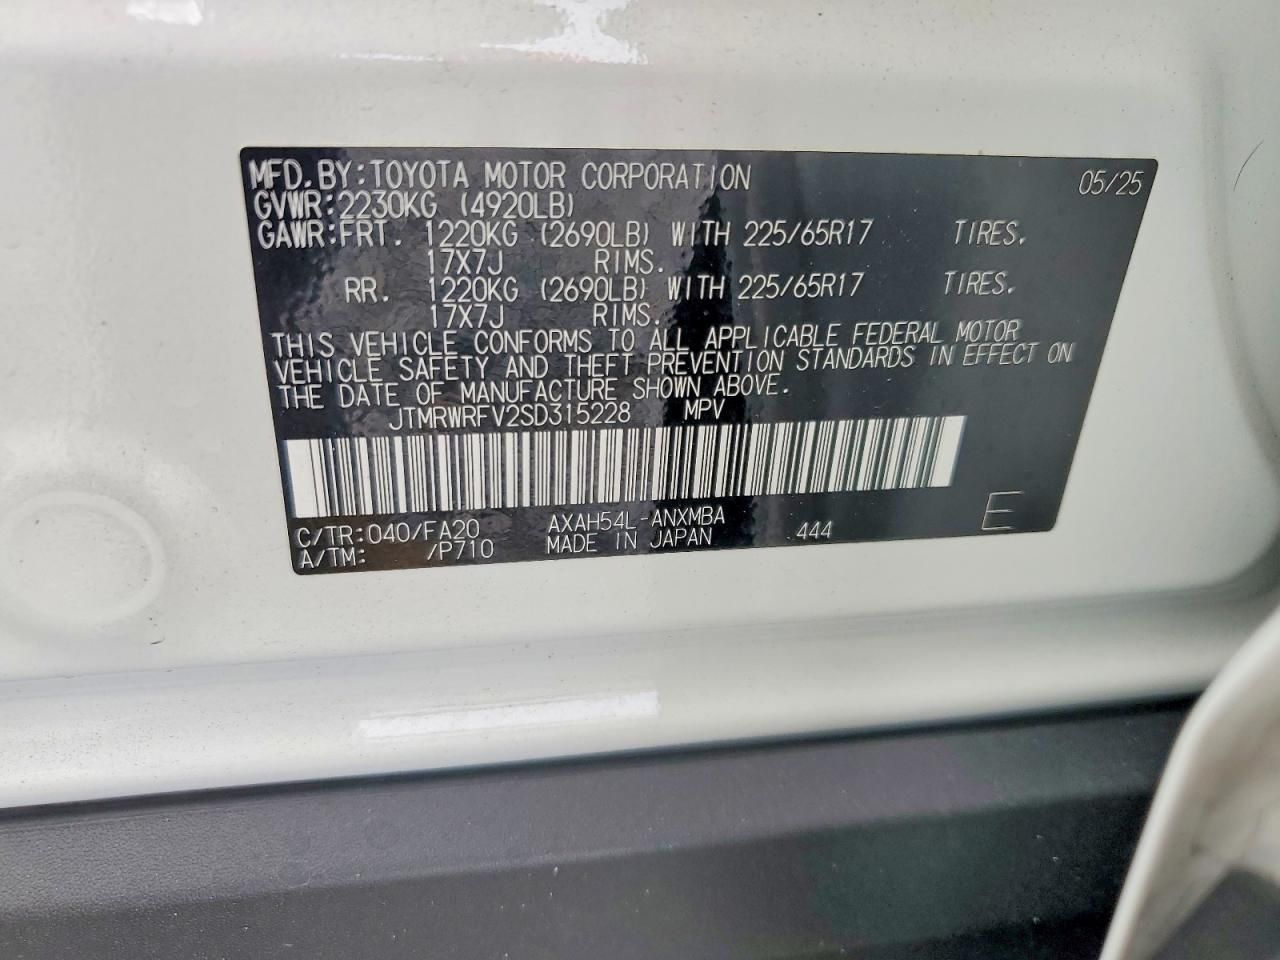 MFD. BY: TOYOTA MOTOR CORPORATION 05/25
GVWR: 2230KG (4920LB)
GAWR: FRT. 1220KG (2690LB) WITH 225/65R17 TIRES.
17X7J RIMS.
RR. 1220KG (2690LB) WITH 225/65R17 TIRES.
17X7J RIMS.
THIS VEHICLE CONFORMS TO ALL APPLICABLE FEDERAL MOTOR
VEHICLE SAFETY AND THEFT PREVENTION STANDARDS IN EFFECT ON
THE DATE OF MANUFACTURE SHOWN ABOVE.
JTMRWRFV2SD315228 MPV
C/TR: 040/FA20 AXAH54L-ANXMBA 444 E
A/TM: /P710 MADE IN JAPAN